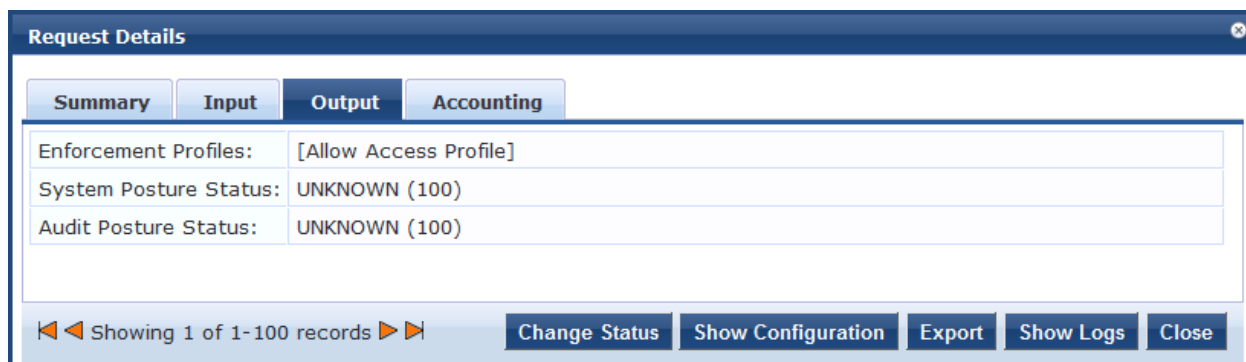 Request Details
Summary Input Output Accounting
Enforcement Profiles: [Allow Access Profile]
System Posture Status: UNKNOWN (100)
Audit Posture Status: UNKNOWN (100)
Showing 1 of 1-100 records Change Status Show Configuration Export Show Logs Close